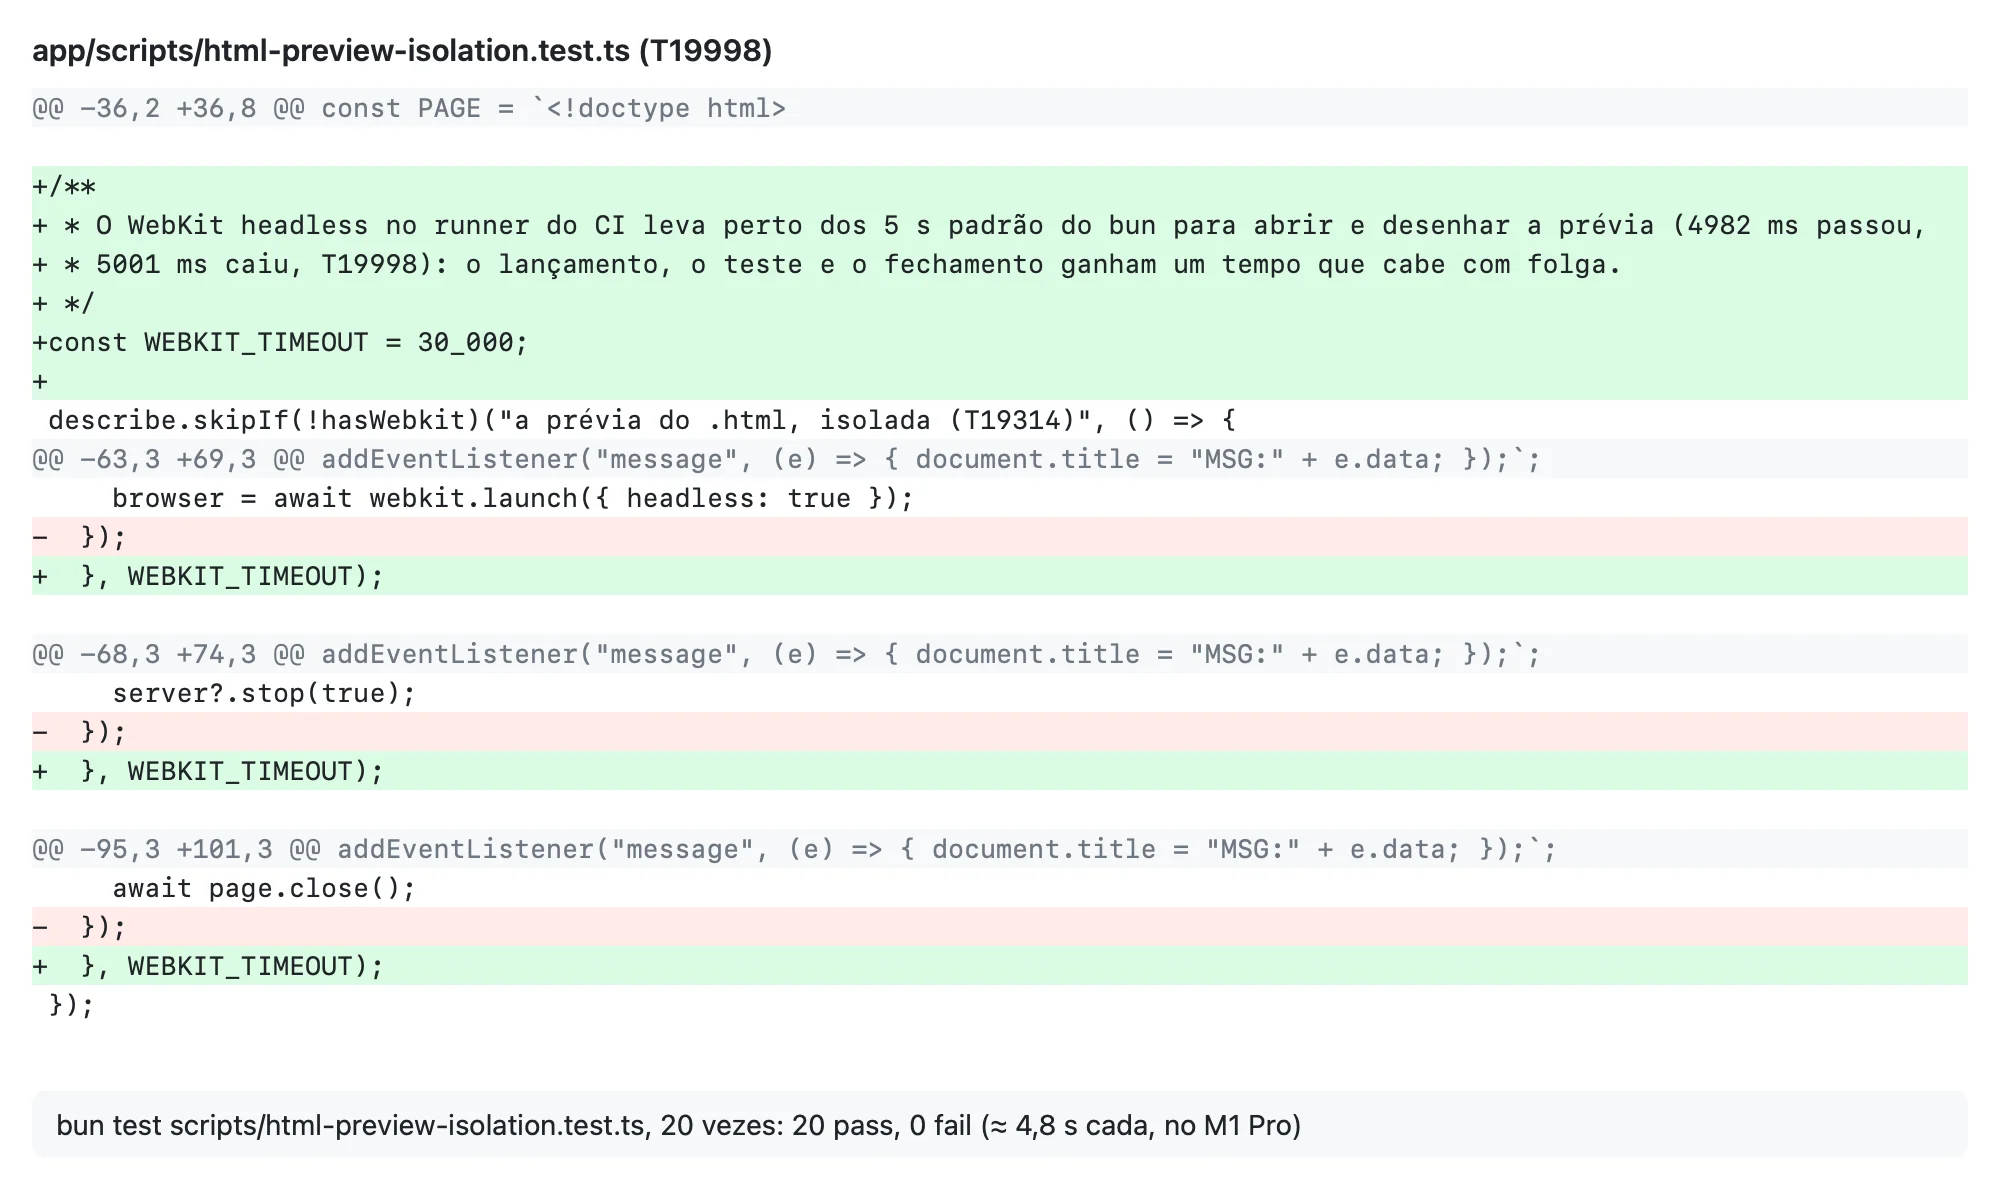 app/scripts/html-preview-isolation.test.ts (T19998)
@@ −36,2 +36,8 @@ const PAGE = `<!doctype html>
+/**
+ * O WebKit headless no runner do CI leva perto dos 5 s padrão do bun para abrir e desenhar a prévia (4982 ms passou,
+ * 5001 ms caiu, T19998): o lançamento, o teste e o fechamento ganham um tempo que cabe com folga.
+ */
+const WEBKIT_TIMEOUT = 30_000;
+
 describe.skipIf(!hasWebkit)("a prévia do .html, isolada (T19314)", () => {
@@ −63,3 +69,3 @@ addEventListener("message", (e) => { document.title = "MSG:" + e.data; });`;
     browser = await webkit.launch({ headless: true });
−  });
+  }, WEBKIT_TIMEOUT);
@@ −68,3 +74,3 @@ addEventListener("message", (e) => { document.title = "MSG:" + e.data; });`;
     server?.stop(true);
−  });
+  }, WEBKIT_TIMEOUT);
@@ −95,3 +101,3 @@ addEventListener("message", (e) => { document.title = "MSG:" + e.data; });`;
     await page.close();
−  });
+  }, WEBKIT_TIMEOUT);
 });
bun test scripts/html-preview-isolation.test.ts, 20 vezes: 20 pass, 0 fail (≈ 4,8 s cada, no M1 Pro)